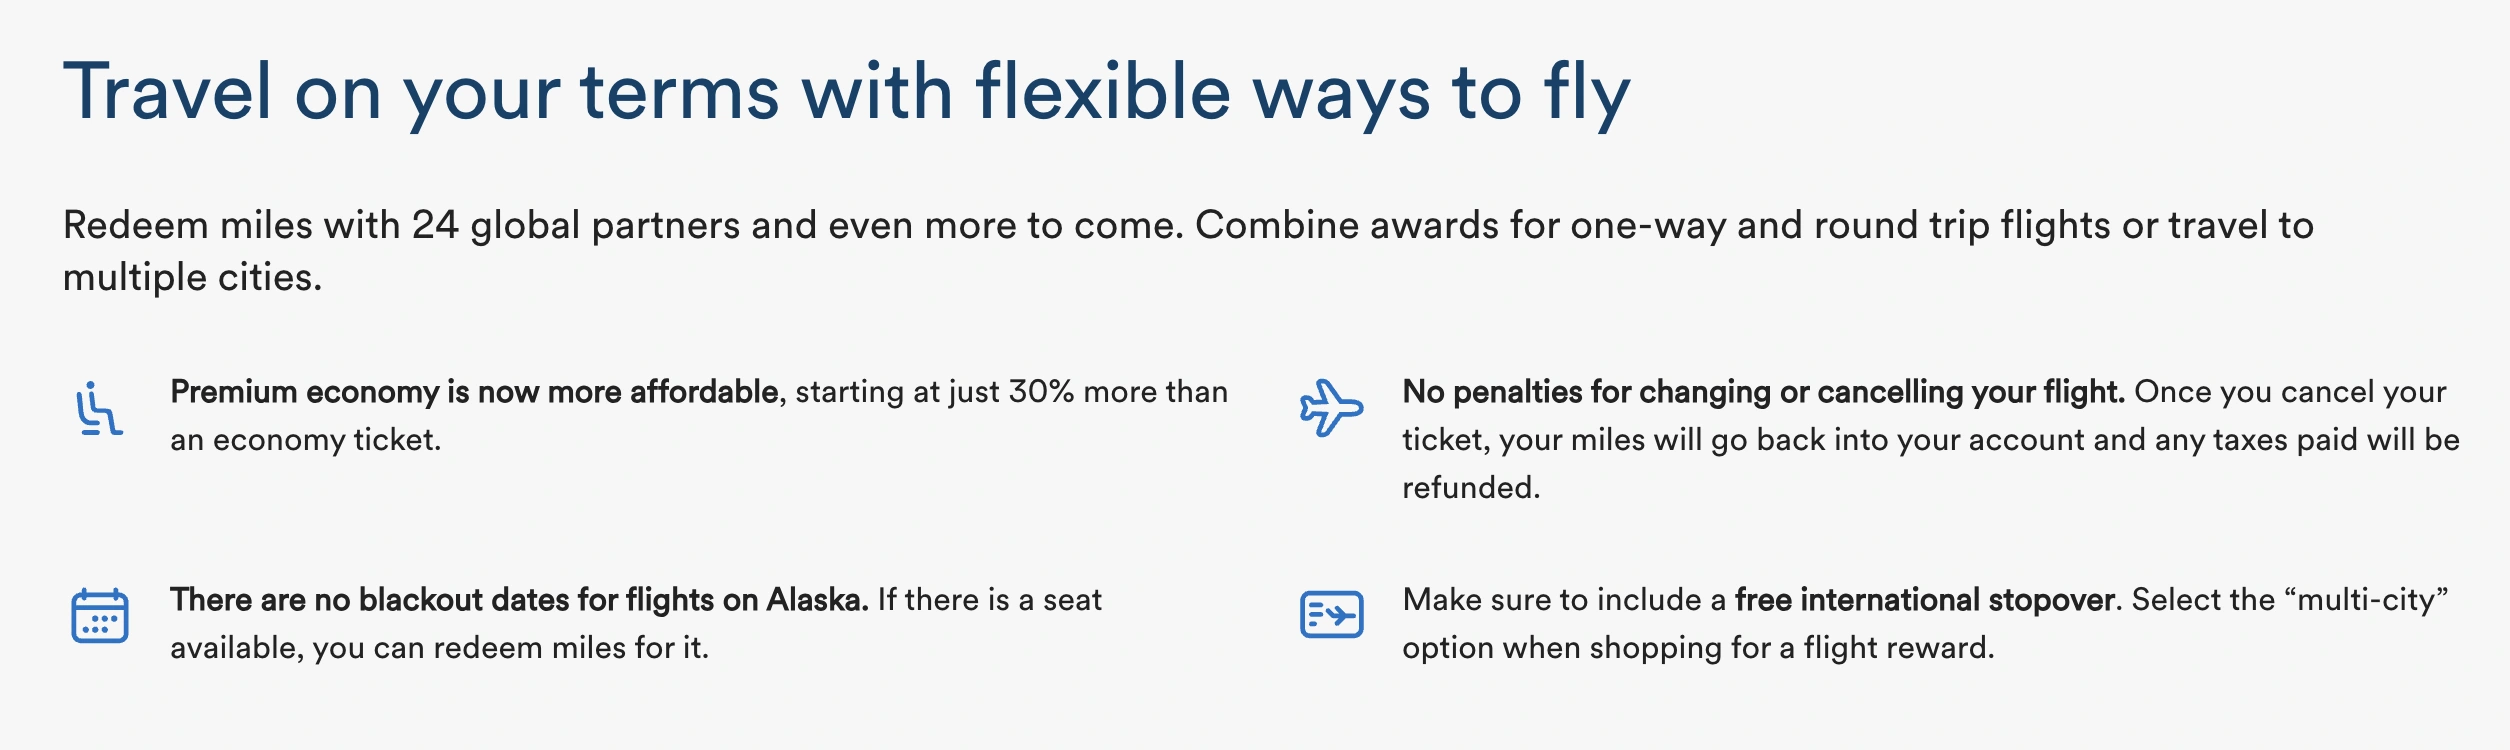 Travel on your terms with flexible ways to fly
Redeem miles with 24 global partners and even more to come. Combine awards for one-way and round trip flights or travel to
multiple cities.
Premium economy is now more affordable, starting at just 30% more than
an economy ticket.
No penalties for changing or cancelling your flight. Once you cancel your
ticket, your miles will go back into your account and any taxes paid will be
refunded.
There are no blackout dates for flights on Alaska. If there is a seat
available, you can redeem miles for it.
Make sure to include a free international stopover. Select the “multi-city”
option when shopping for a flight reward.